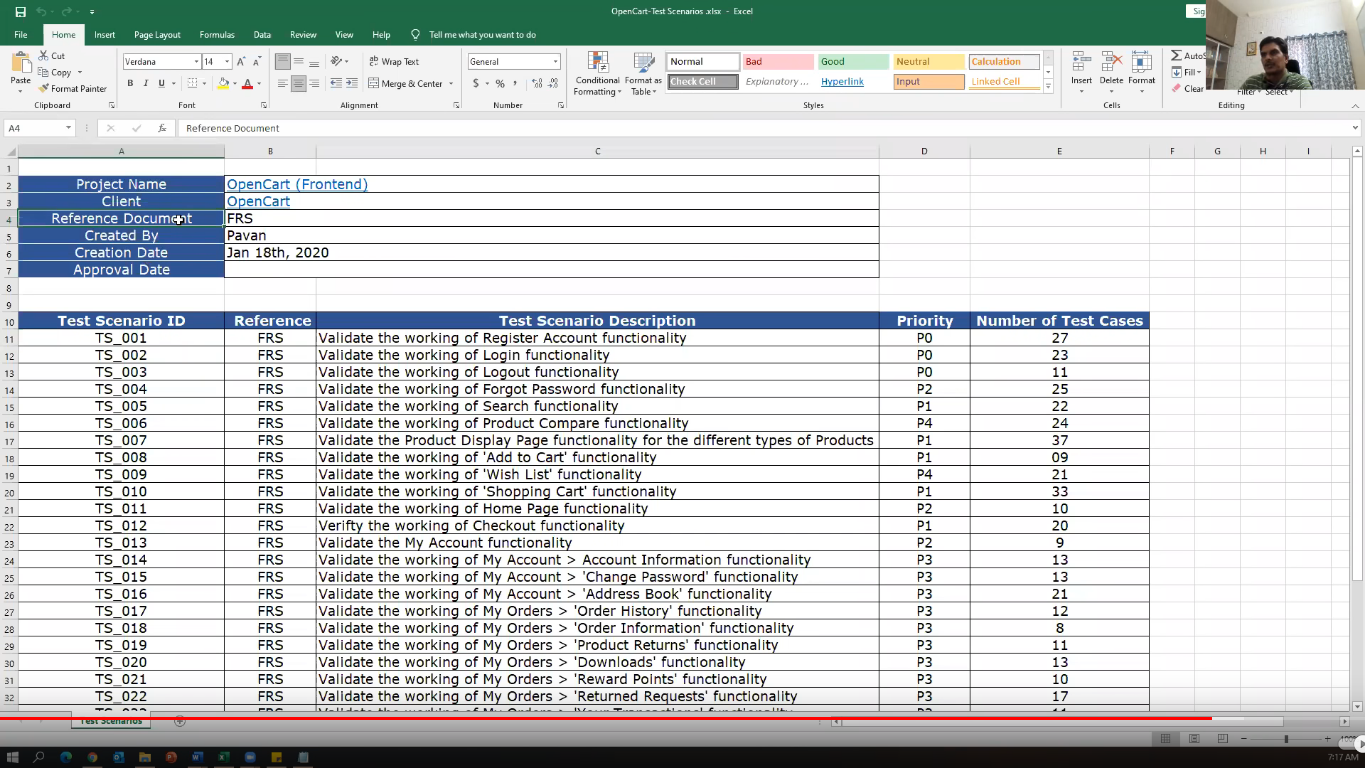 OpenCart-Test Scenarios .xlsx - Excel
File Home Insert Page Layout Formulas Data Review View Help Tell me what you want to do
Paste
Cut
Copy
Format Painter
Clipboard
Verdana 14
B I U
Font
Wrap Text
Merge & Center
Alignment
General
$ % ,
Number
Conditional Formatting
Format as Table
Normal Bad Good Neutral Calculation
Check Cell Explanatory ... Hyperlink Input Linked Cell
Styles
Insert Delete Format
Cells
Fill
Clear
Editing
A4 fx Reference Document
A B C D E F G H I
1
2 Project Name OpenCart (Frontend)
3 Client OpenCart
4 Reference Document FRS
5 Created By Pavan
6 Creation Date Jan 18th, 2020
7 Approval Date
8
9
10 Test Scenario ID Reference Test Scenario Description Priority Number of Test Cases
11 TS_001 FRS Validate the working of Register Account functionality P0 27
12 TS_002 FRS Validate the working of Login functionality P0 23
13 TS_003 FRS Validate the working of Logout functionality P0 11
14 TS_004 FRS Validate the working of Forgot Password functionality P2 25
15 TS_005 FRS Validate the working of Search functionality P1 22
16 TS_006 FRS Validate the working of Product Compare functionality P4 24
17 TS_007 FRS Validate the Product Display Page functionality for the different types of Products P1 37
18 TS_008 FRS Validate the working of 'Add to Cart' functionality P1 09
19 TS_009 FRS Validate the working of 'Wish List' functionality P4 21
20 TS_010 FRS Validate the working of 'Shopping Cart' functionality P1 33
21 TS_011 FRS Validate the working of Home Page functionality P2 10
22 TS_012 FRS Verifty the working of Checkout functionality P1 20
23 TS_013 FRS Validate the My Account functionality P2 9
24 TS_014 FRS Validate the working of My Account > Account Information functionality P3 13
25 TS_015 FRS Validate the working of My Account > 'Change Password' functionality P3 13
26 TS_016 FRS Validate the working of My Account > 'Address Book' functionality P3 21
27 TS_017 FRS Validate the working of My Orders > 'Order History' functionality P3 12
28 TS_018 FRS Validate the working of My Orders > 'Order Information' functionality P3 8
29 TS_019 FRS Validate the working of My Orders > 'Product Returns' functionality P3 11
30 TS_020 FRS Validate the working of My Orders > 'Downloads' functionality P3 13
31 TS_021 FRS Validate the working of My Orders > 'Reward Points' functionality P3 10
32 TS_022 FRS Validate the working of My Orders > 'Returned Requests' functionality P3 17
Test Scenarios
7:17 AM